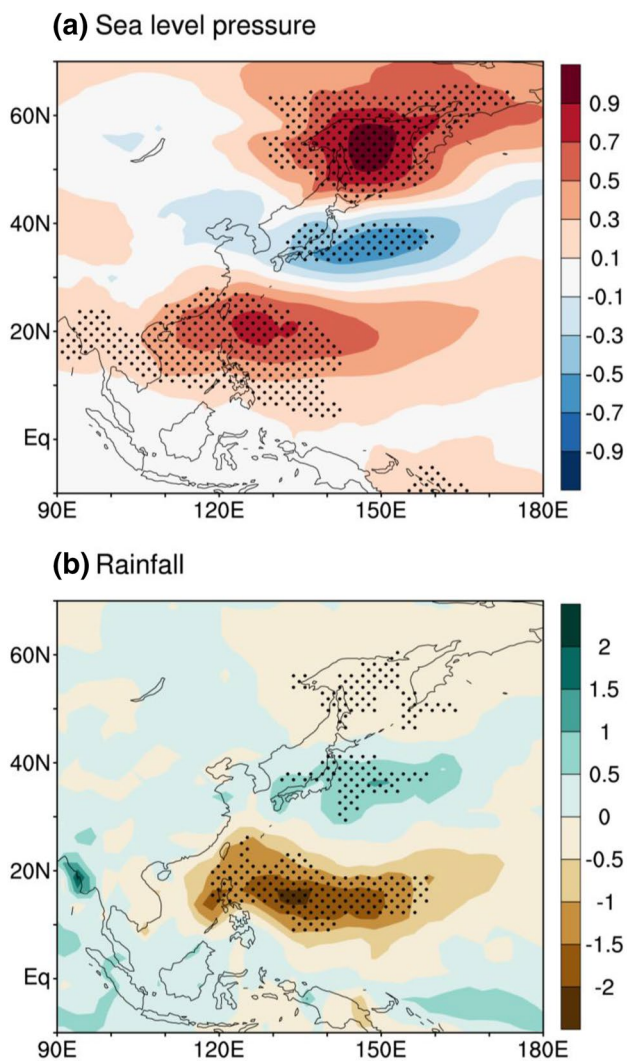 (a) Sea level pressure
60N
40N
20N
Eq
90E 120E 150E 180E
0.9
0.7
0.5
0.3
0.1
-0.1
-0.3
-0.5
-0.7
-0.9
(b) Rainfall
60N
40N
20N
Eq
90E 120E 150E 180E
2
1.5
1
0.5
0
-0.5
-1
-1.5
-2